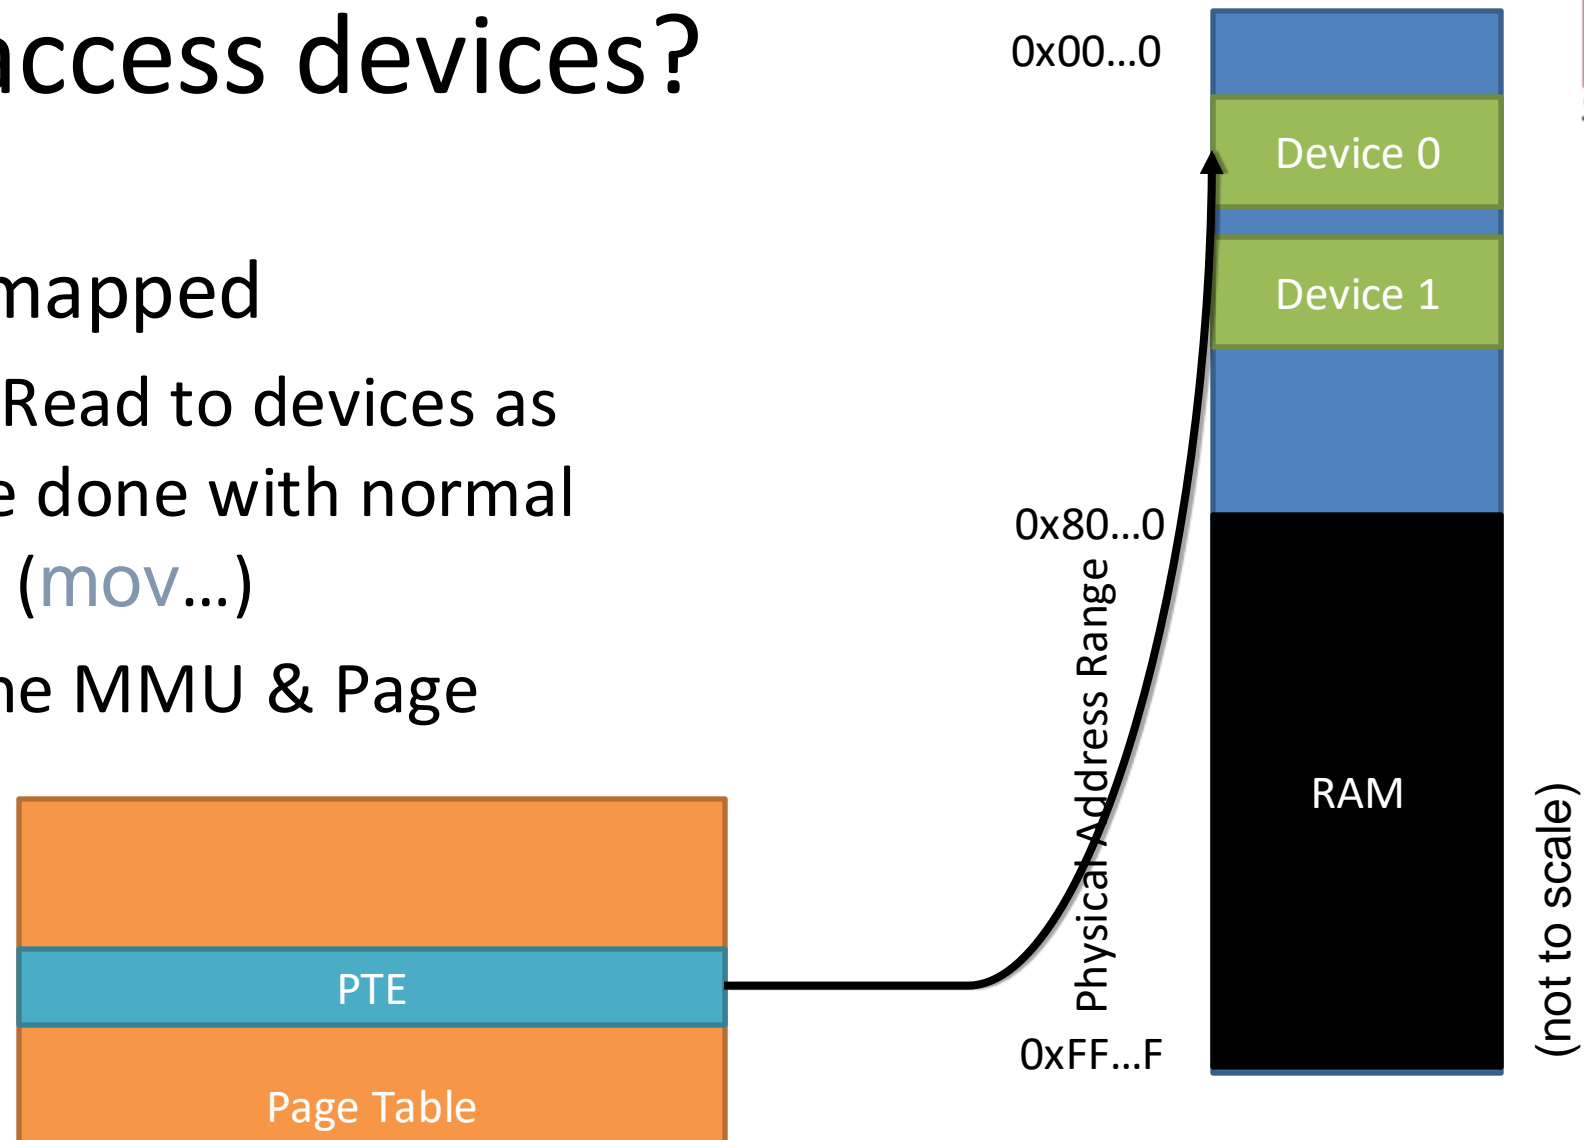 access devices?
mapped
Read to devices as
e done with normal
(mov...)
he MMU & Page
PTE
Page Table
0x00...0
Device 0
Device 1
0x80...0
Physical Address Range
RAM
0xFF...F
(not to scale)